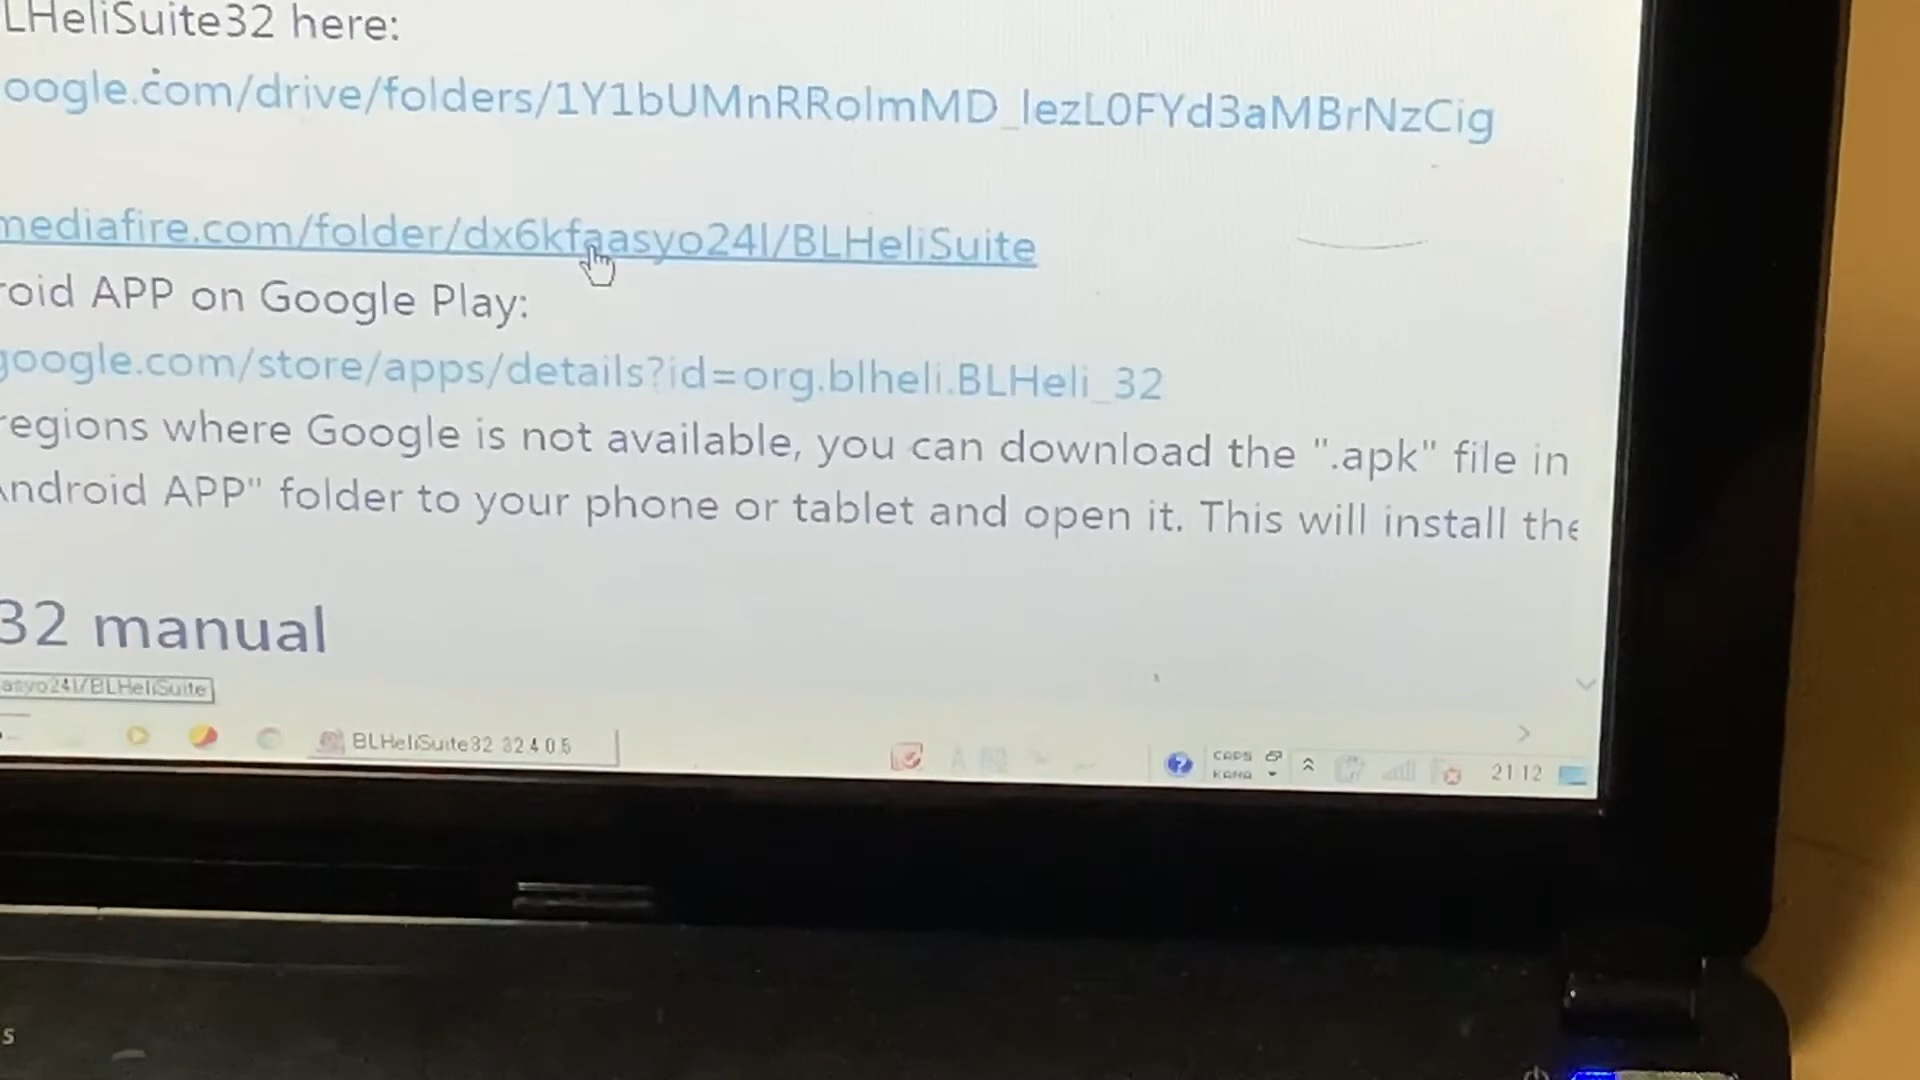 LHeliSuite32 here:
oogle.com/drive/folders/1Y1bUMnRRolmMD_lezL0FYd3aMBrNzCig
mediafire.com/folder/dx6kfaasyo24l/BLHeliSuite
roid APP on Google Play:
google.com/store/apps/details?id=org.blheli.BLHeli_32
regions where Google is not available, you can download the ".apk" file in
Android APP" folder to your phone or tablet and open it. This will install the
32 manual
asyo24l/BLHeliSuite
BLHeliSuite32 32.4.0.5
CAPS
KANA
21:12
s